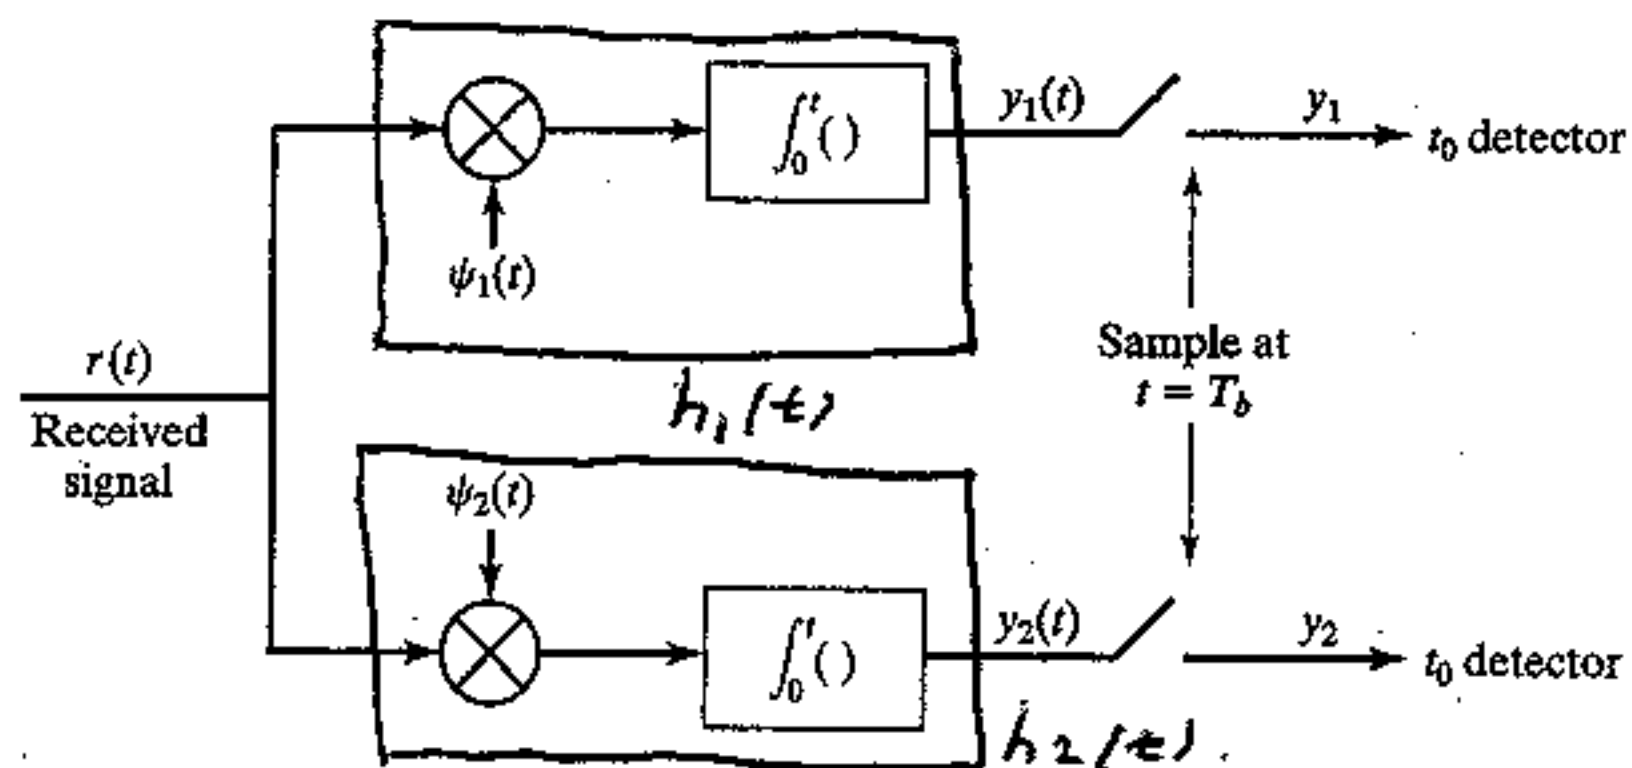 ∫₀ᵗ( )
y₁(t)
y₁
t₀ detector
ψ₁(t)
r(t)
Received
signal
h₁(t)
Sample at
t = T_b
ψ₂(t)
∫₀ᵗ( )
y₂(t)
y₂
t₀ detector
h₂(t)